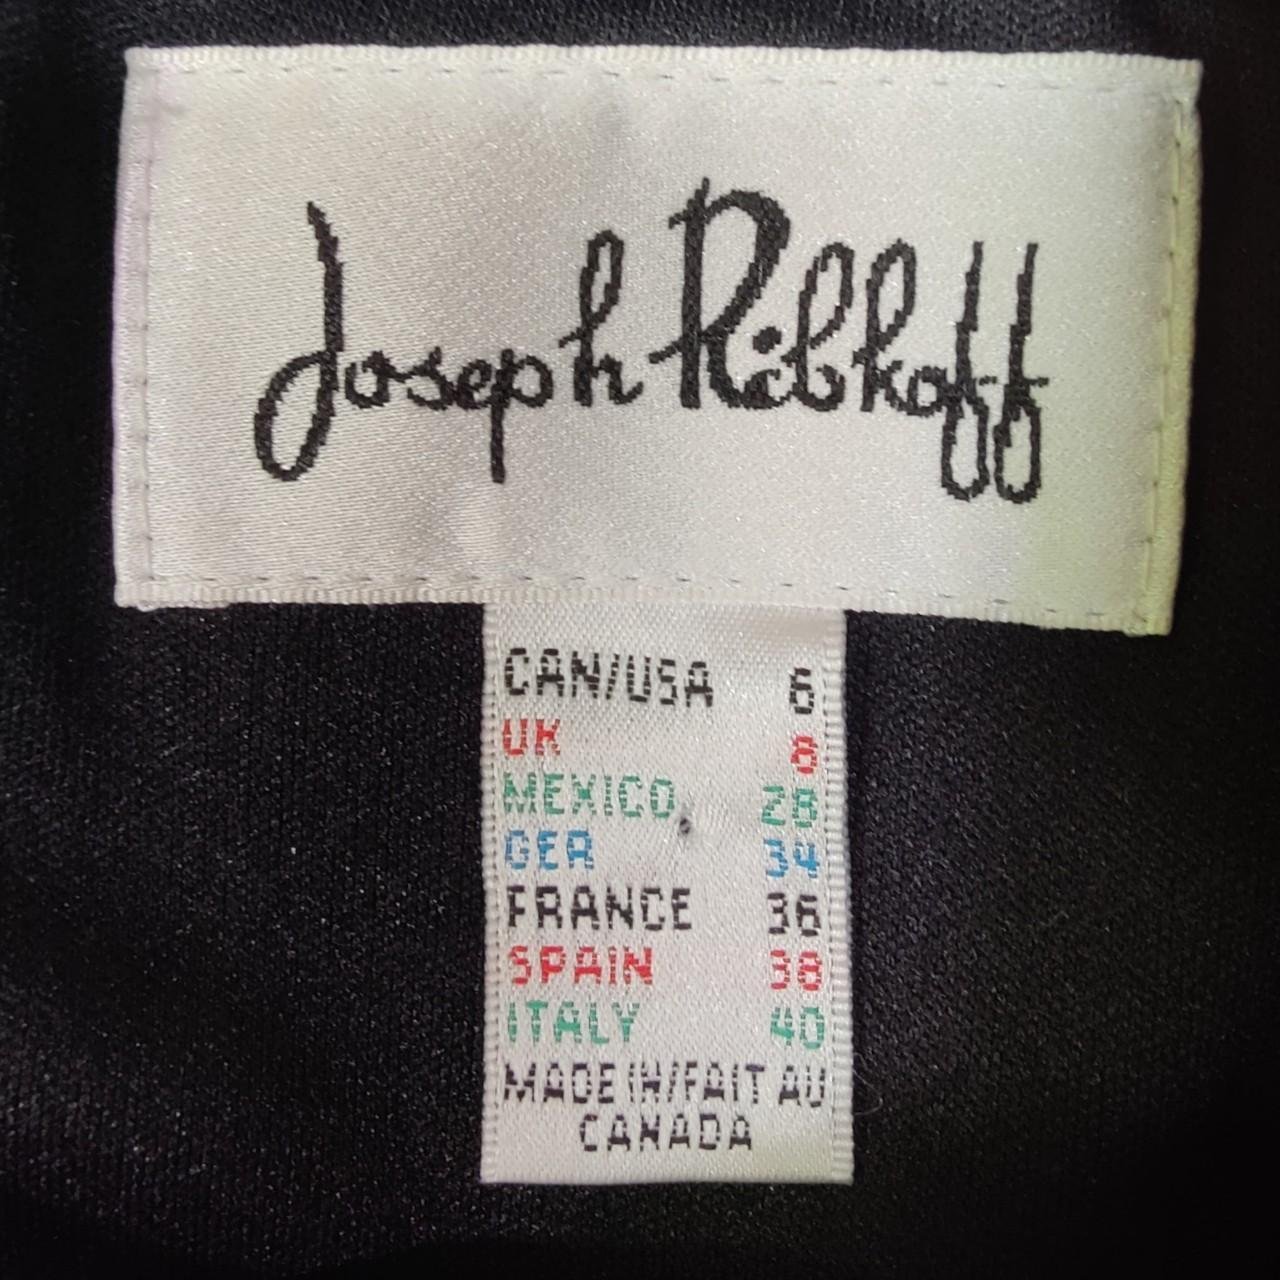 Joseph Ribkoff
CAN/USA 6
UK 8
MEXICO 28
GER 34
FRANCE 36
SPAIN 38
ITALY 40
MADE IN/FAIT AU
CANADA